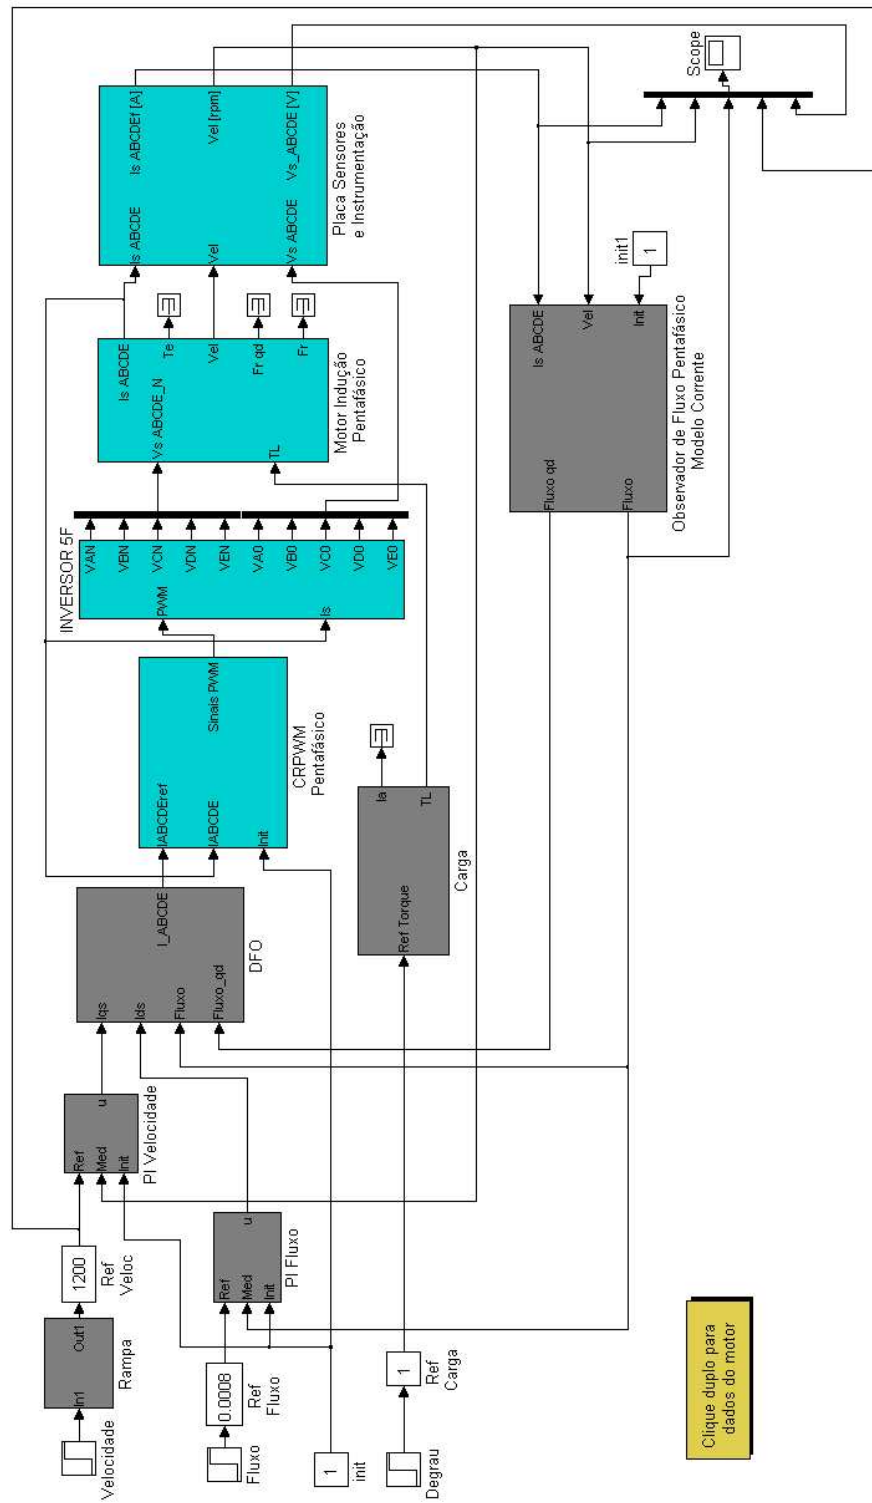 Velocidade
In1
Out1
Rampa
1200
Ref
Veloc
Ref
Med
Init
u
PI Velocidade
Fluxo
0.0008
Ref
Fluxo
Ref
Med
Init
u
PI Fluxo
1
init
Degrau
1
Ref
Carga
Iqs
Ids
Fluxo
Fluxo_qd
I_ABCDE
DFO
IABCDEref
IABCDE
Init
Sinais PWM
CRPWM
Pentafásico
Ref Torque
Ia
TL
Carga
INVERSOR 5F
PWM
Is
VAN
VBN
VCN
VDN
VEN
VA0
VB0
VC0
VD0
VE0
Vs ABCDE_N
TL
Is ABCDE
Te
Vel
Fr qd
Fr
Motor Indução
Pentafásico
Is ABCDE
Vel
Vs ABCDE
Is ABCDEf [A]
Vel [rpm]
Vs_ABCDE [V]
Placa Sensores
e Instrumentação
Fluxo qd
Fluxo
Is ABCDE
Vel
Init
Observador de Fluxo Pentafásico
Modelo Corrente
init1
1
Scope
Clique duplo para
dados do motor